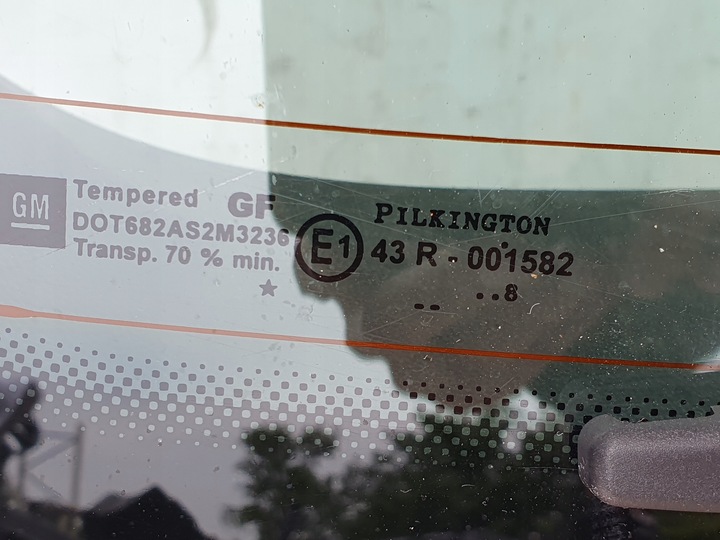 GM
Tempered GF
DOT682AS2M3236
Transp. 70 % min.
E1
PILKINGTON
43 R - 001582
..8